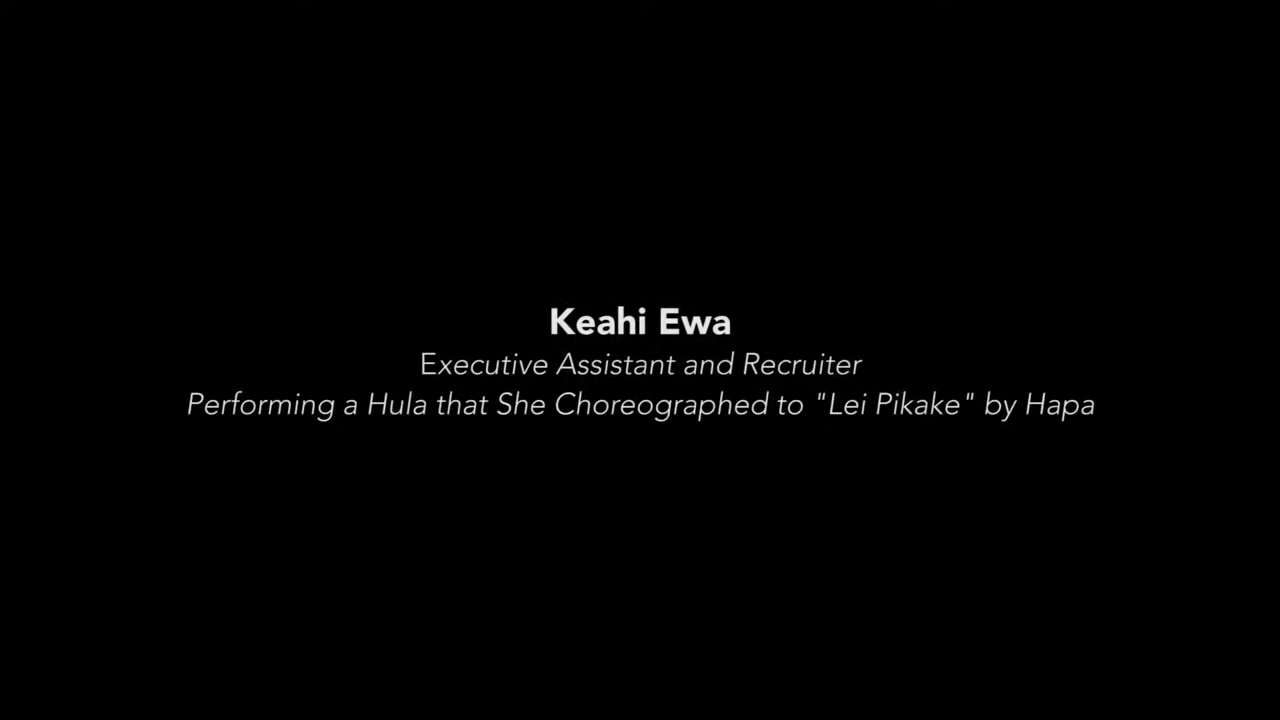 Keahi Ewa
Executive Assistant and Recruiter
Performing a Hula that She Choreographed to "Lei Pikake" by Hapa